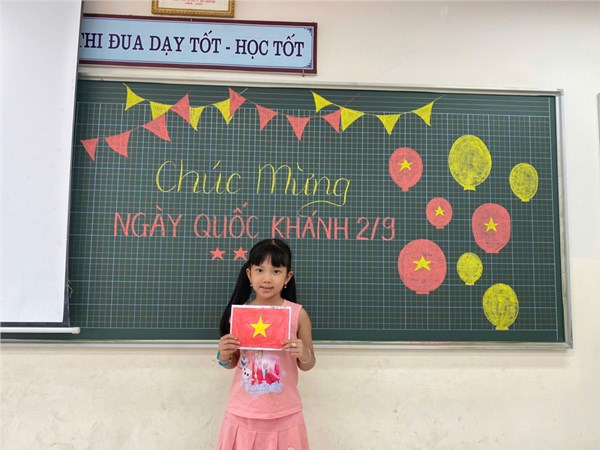 THI ĐUA DẠY TỐT - HỌC TỐT
Chúc Mừng
NGÀY QUỐC KHÁNH 2/9